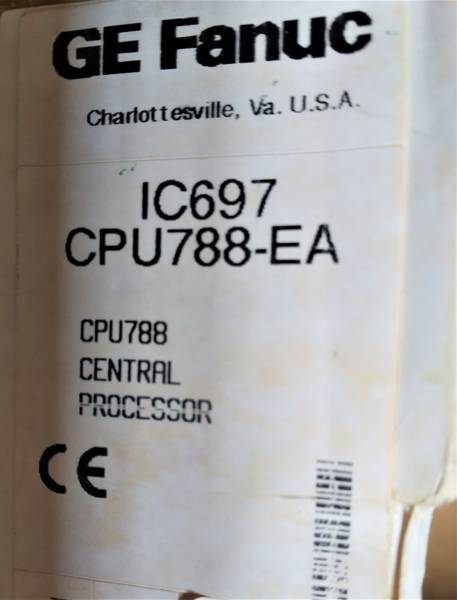 GE Fanuc
Charlottesville, Va. U.S.A.
IC697
CPU788-EA
CPU788
CENTRAL
PROCESSOR
CE